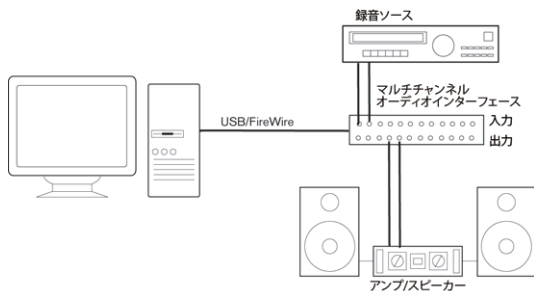 録音ソース
マルチチャンネル
オーディオインターフェース
USB/FireWire
入力
出力
アンプ/スピーカー